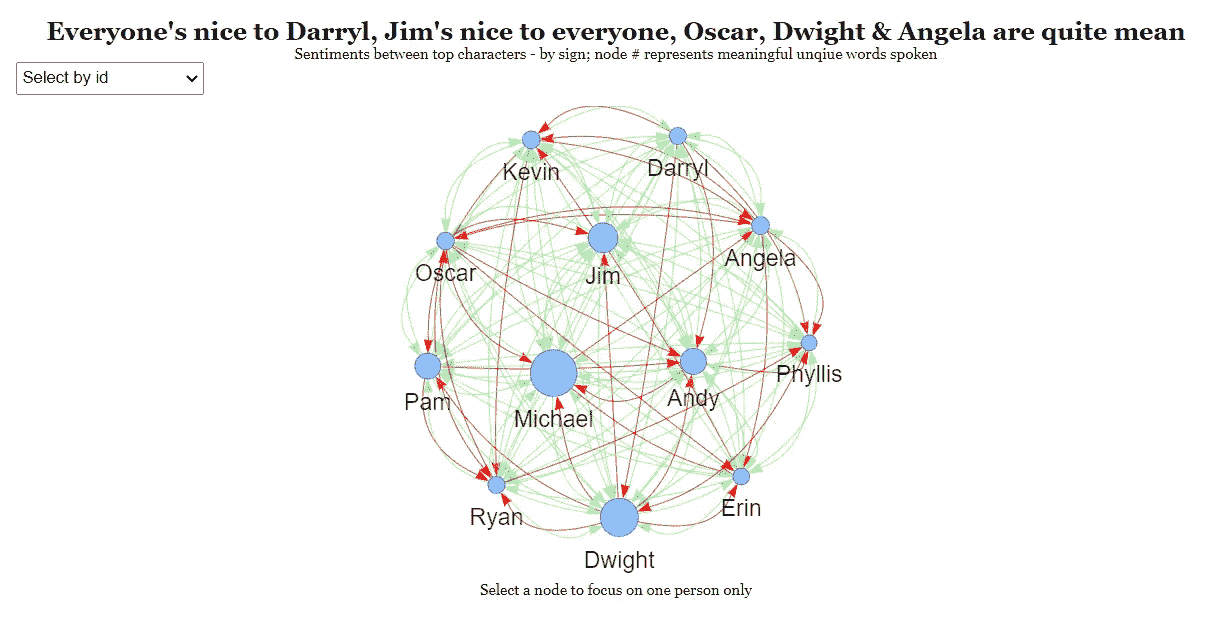 Everyone's nice to Darryl, Jim's nice to everyone, Oscar, Dwight & Angela are quite mean
Sentiments between top characters - by sign; node # represents meaningful unqiue words spoken
Select by id
Kevin
Darryl
Oscar
Jim
Angela
Pam
Michael
Andy
Phyllis
Ryan
Dwight
Erin
Select a node to focus on one person only